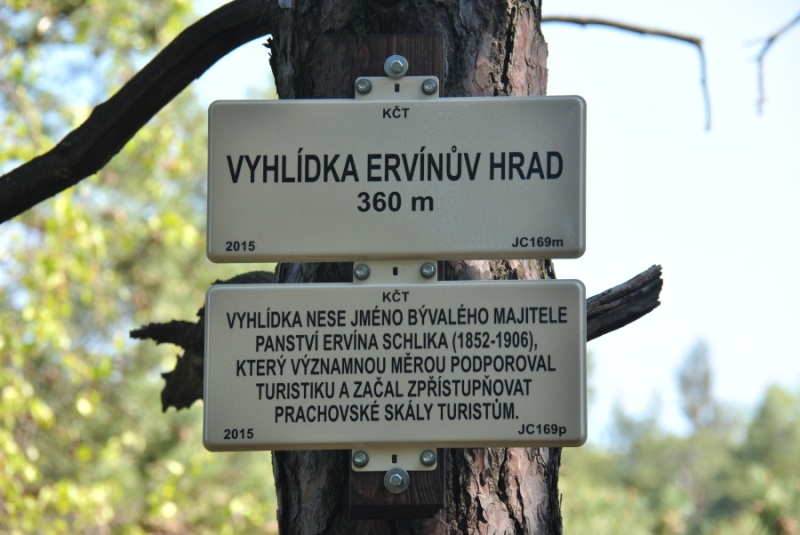 KČT
VYHLÍDKA ERVÍNŮV HRAD
360 m
2015 JC169m
KČT
VYHLÍDKA NESE JMÉNO BÝVALÉHO MAJITELE
PANSTVÍ ERVÍNA SCHLIKA (1852-1906),
KTERÝ VÝZNAMNOU MĚROU PODPOROVAL
TURISTIKU A ZAČAL ZPŘÍSTUPŇOVAT
PRACHOVSKÉ SKÁLY TURISTŮM.
2015 JC169p